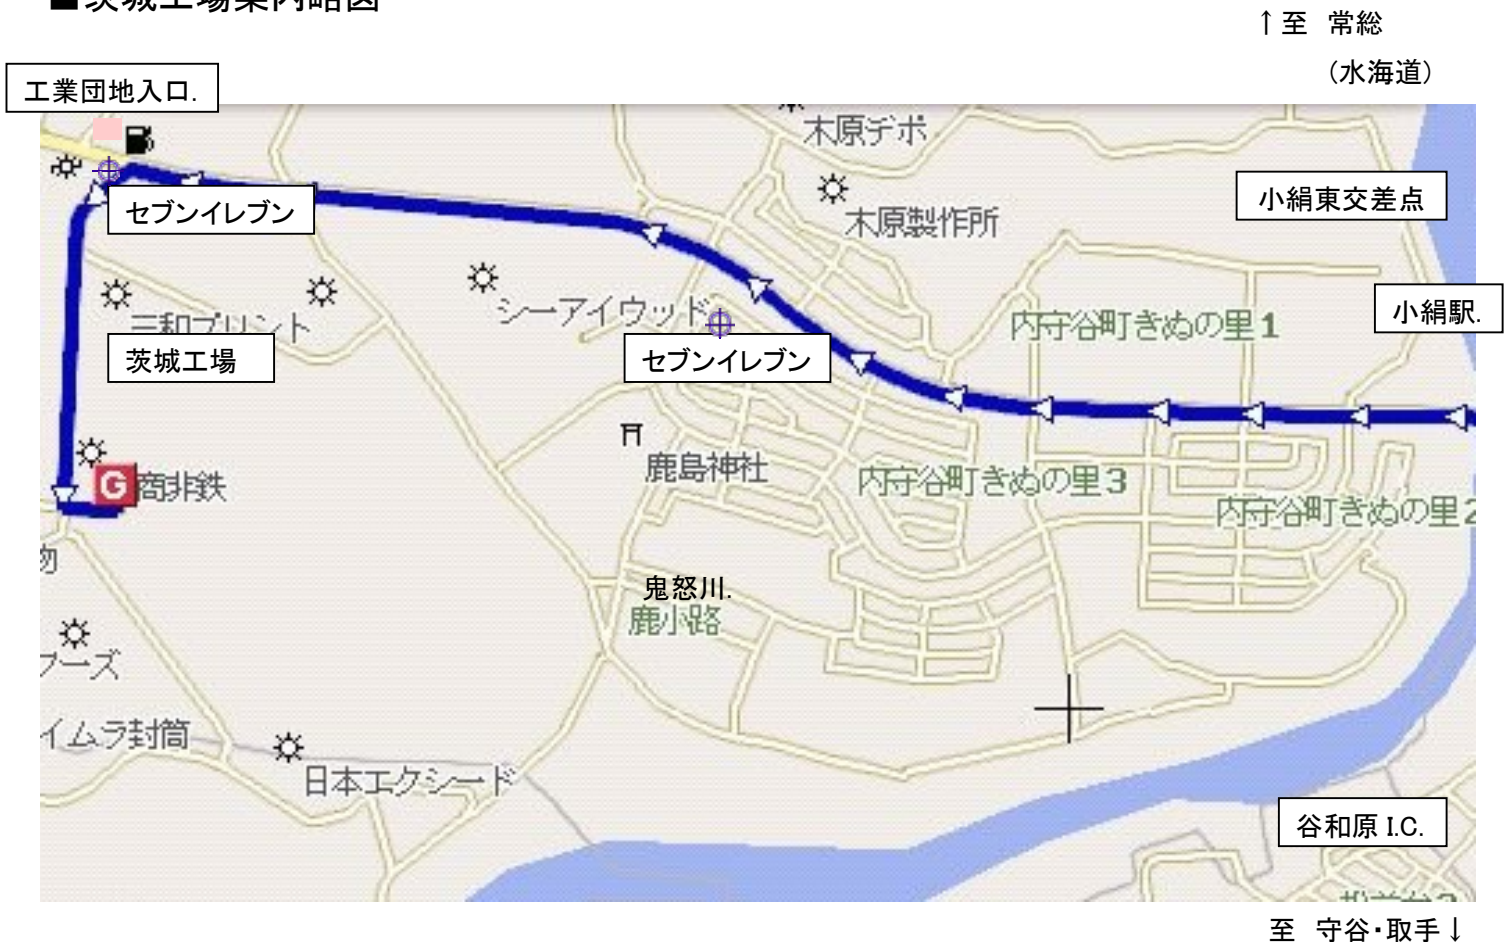 ■茨城工場案内略図
↑至 常総
(水海道)
工業団地入口.
木原デポ
小絹東交差点
セブンイレブン
木原製作所
三和プリント
シーアイウッド
内守谷町きぬの里1
小絹駅.
茨城工場
セブンイレブン
鹿島神社
内守谷町きぬの里3
G
商非鉄
内守谷町きぬの里2
物
鬼怒川.
鹿小路
フーズ
イムラ封筒
日本エクシード
谷和原 I.C.
至 守谷・取手↓